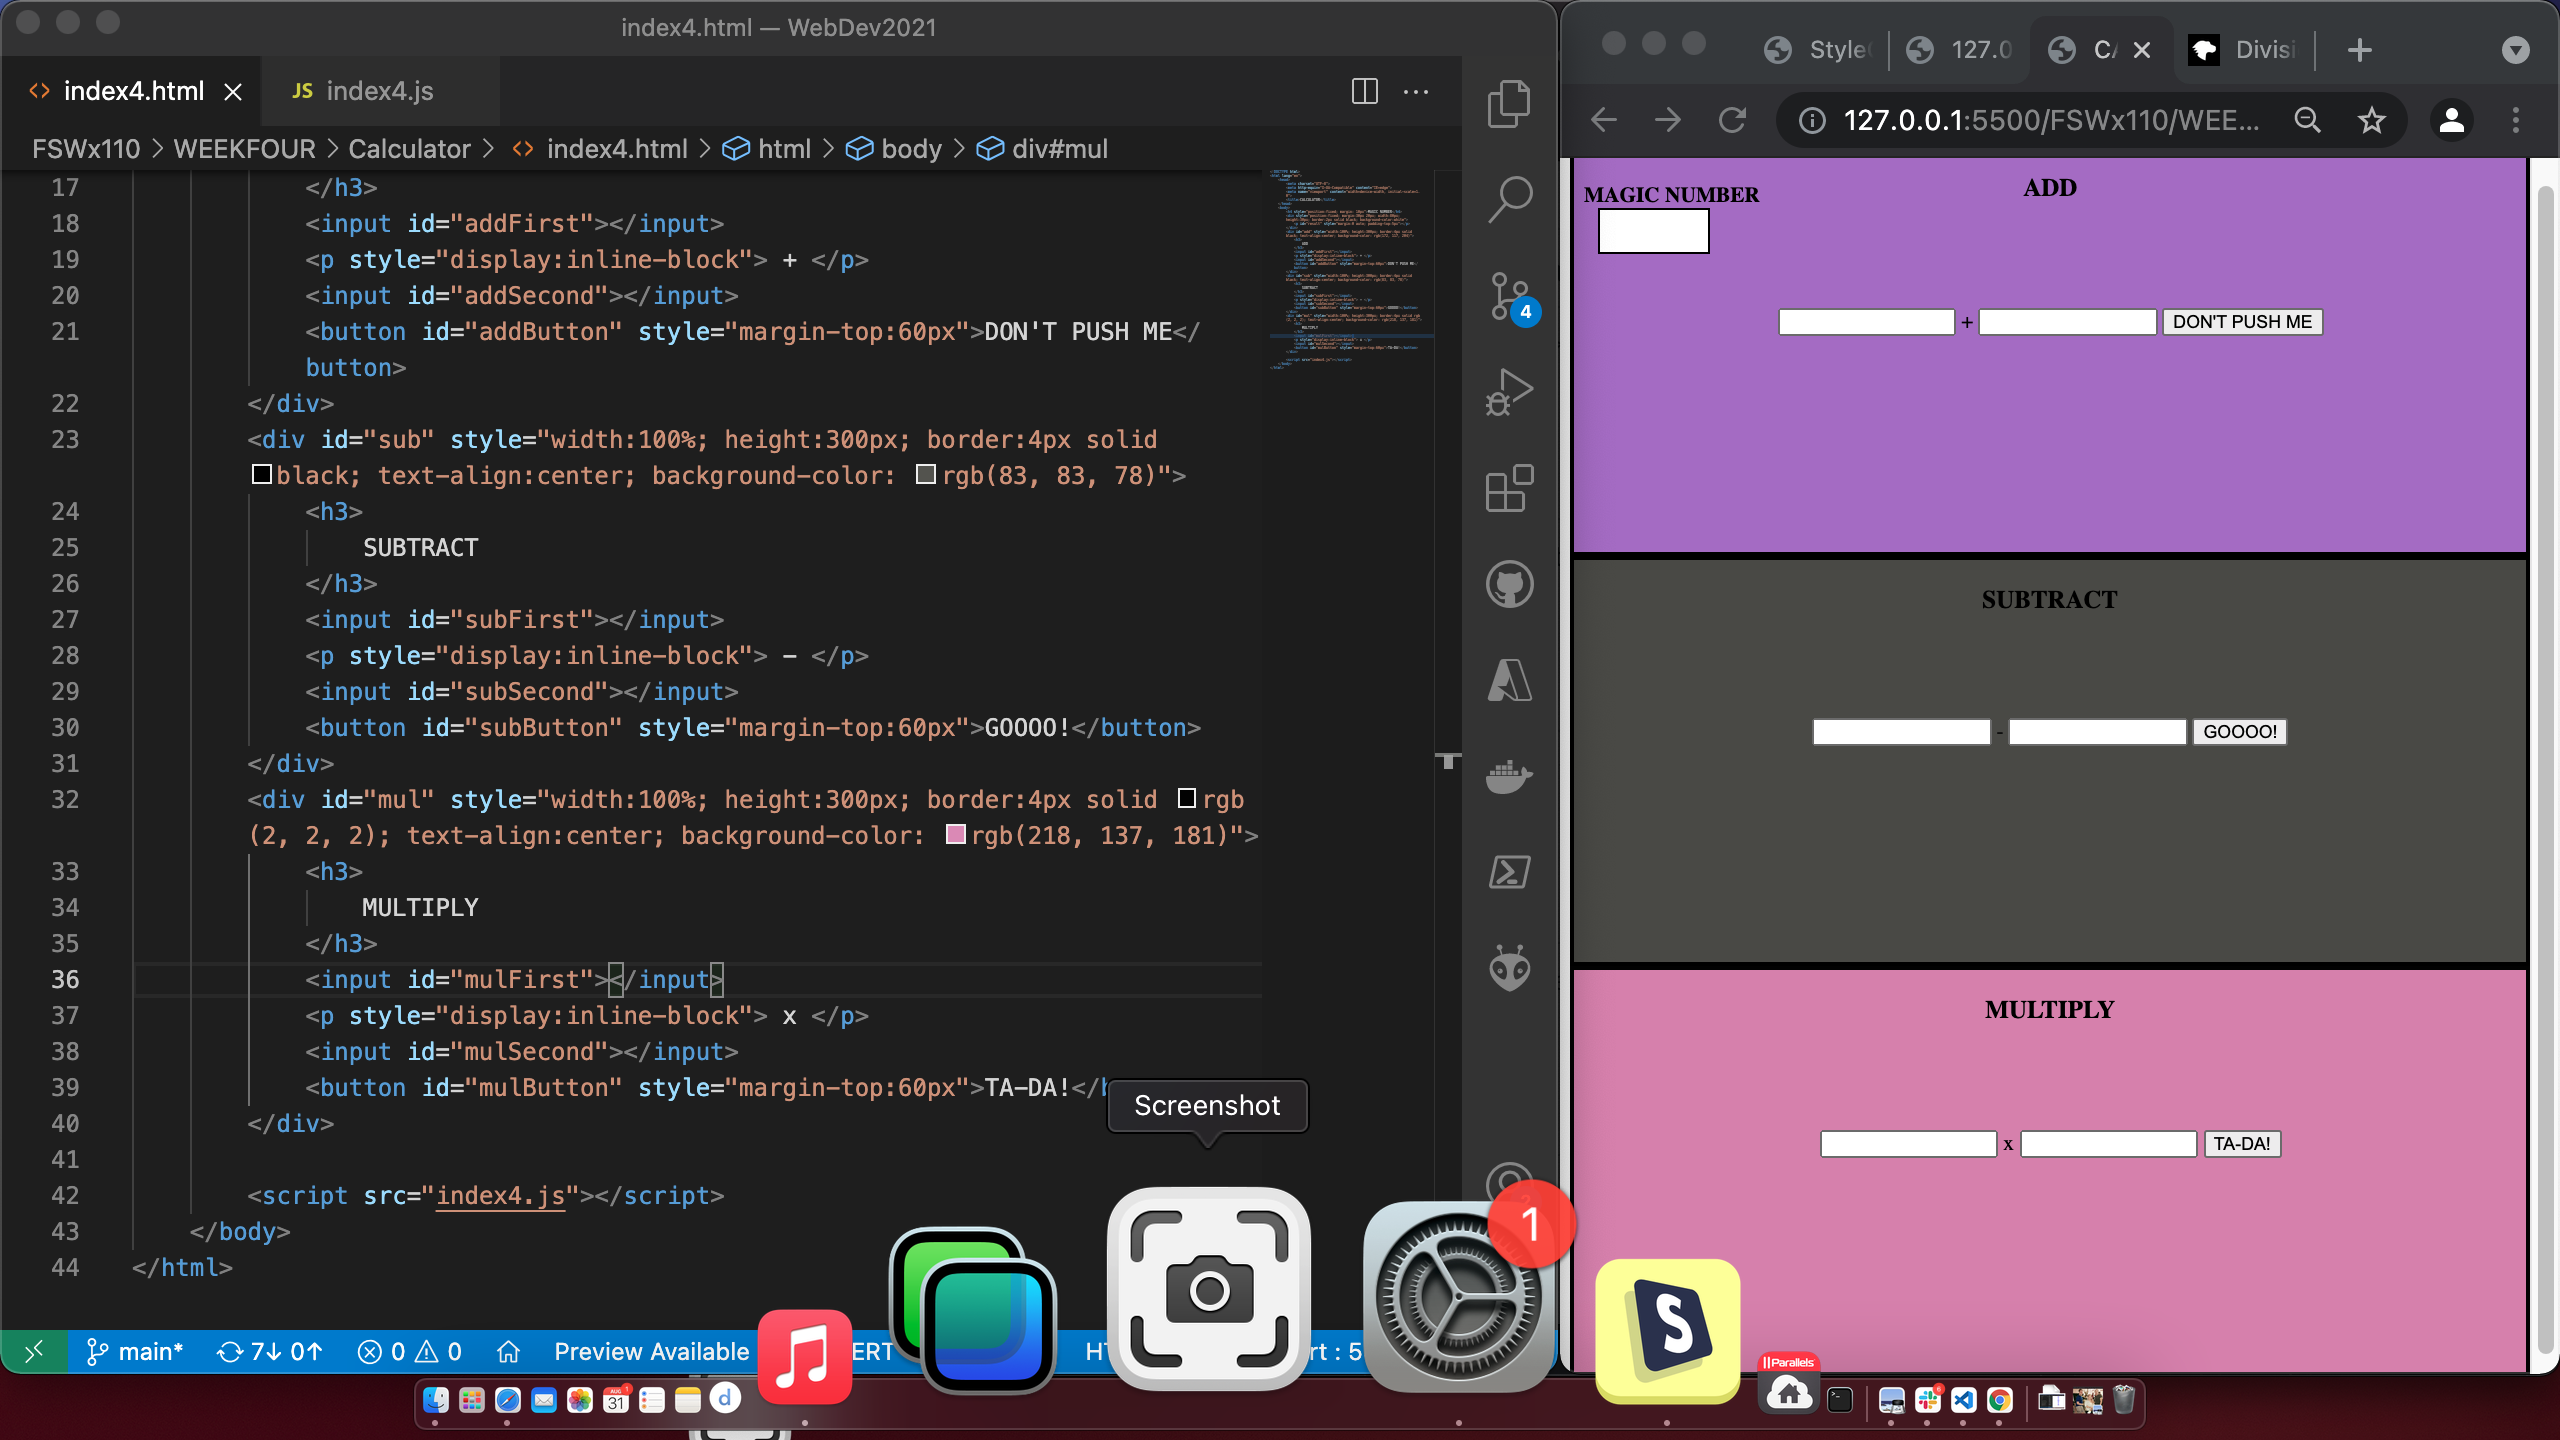 index4.html — WebDev2021
index4.html
JS index4.js
FSWx110 > WEEKFOUR > Calculator > index4.html > html > body > div#mul
17 </h3>
18 <input id="addFirst"></input>
19 <p style="display:inline-block"> + </p>
20 <input id="addSecond"></input>
21 <button id="addButton" style="margin-top:60px">DON'T PUSH ME</
button>
22 </div>
23 <div id="sub" style="width:100%; height:300px; border:4px solid
black; text-align:center; background-color: rgb(83, 83, 78)">
24 <h3>
25 SUBTRACT
26 </h3>
27 <input id="subFirst"></input>
28 <p style="display:inline-block"> - </p>
29 <input id="subSecond"></input>
30 <button id="subButton" style="margin-top:60px">GOOOO!</button>
31 </div>
32 <div id="mul" style="width:100%; height:300px; border:4px solid rgb
(2, 2, 2); text-align:center; background-color: rgb(218, 137, 181)">
33 <h3>
34 MULTIPLY
35 </h3>
36 <input id="mulFirst"></input>
37 <p style="display:inline-block"> x </p>
38 <input id="mulSecond"></input>
39 <button id="mulButton" style="margin-top:60px">TA-DA!</b
40 </div>
41
42 <script src="index4.js"></script>
43 </body>
44 </html>
4
Screenshot
1
main* 7↓ 0↑ 0 0 Preview Available ERT rt : 5
Style
127.0
CA
Divisi
127.0.0.1:5500/FSWx110/WEE...
MAGIC NUMBER
ADD
+ DON'T PUSH ME
SUBTRACT
- GOOOO!
MULTIPLY
x TA-DA!
S
Parallels
AUG
31
d